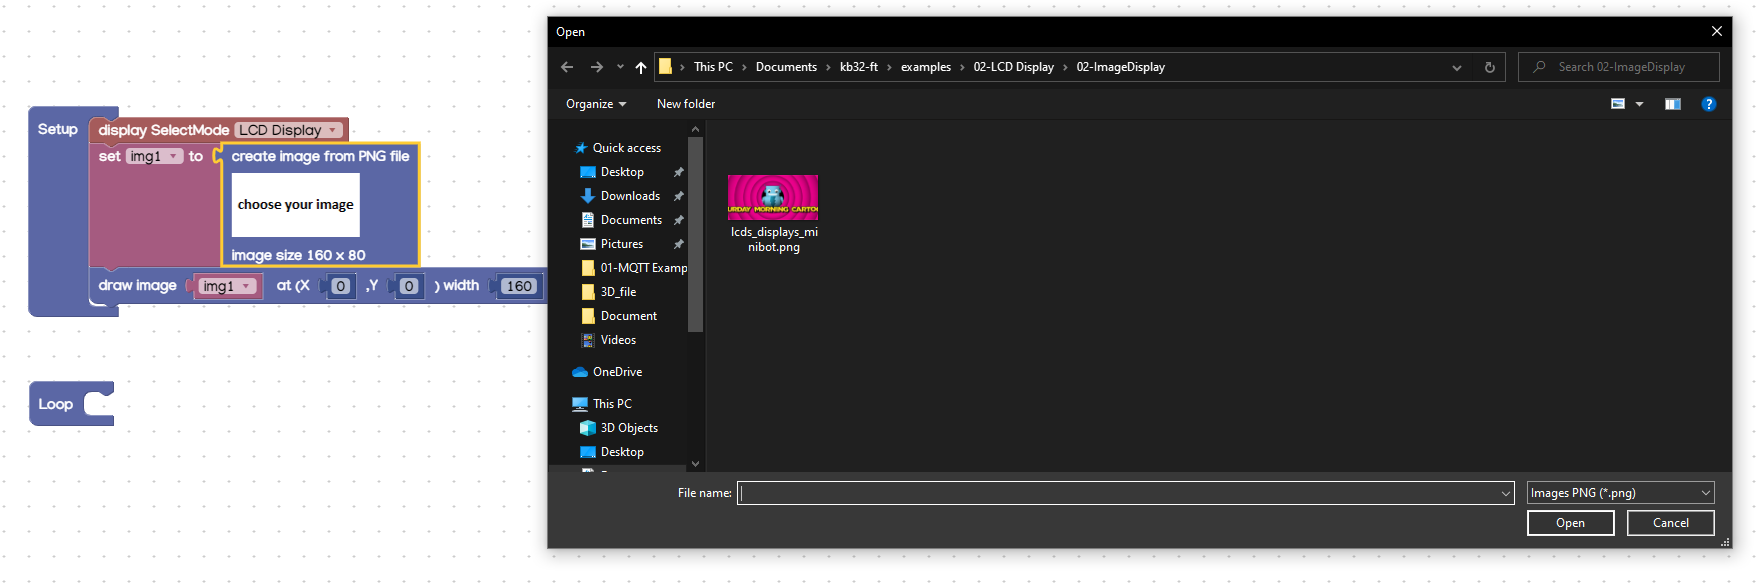 Setup
display SelectMode LCD Display
set img1 to create image from PNG file
choose your image
image size 160 x 80
draw image img1 at (X 0 ,Y 0 ) width 160
Loop
Open
This PC › Documents › kb32-ft › examples › 02-LCD Display › 02-ImageDisplay
Search 02-ImageDisplay
Organize New folder
?
Quick access
Desktop
Downloads
Documents
Pictures
01-MQTT Examp
3D_file
Document
Videos
OneDrive
This PC
3D Objects
Desktop
URDAY MORNING CARTOO
lcds_displays_mi
nibot.png
File name:
Images PNG (*.png)
Open Cancel